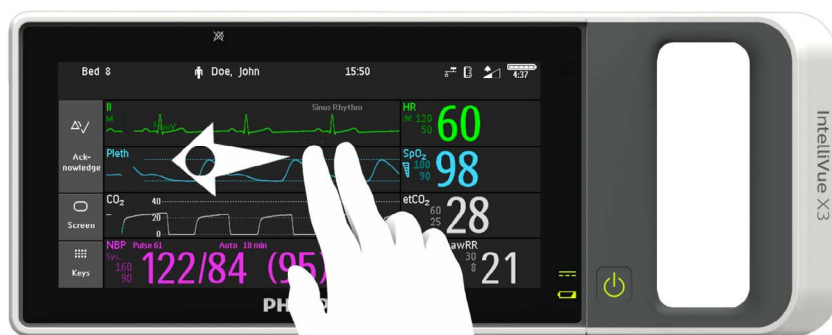 Bed 8 Doe, John 15:50 4:37
II Sinus Rhythm HR
M 120
mV 50 60
Ack-
nowledge
Pleth SpO₂
100
90 98
CO₂ 40 etCO₂
20 60
0 25 28
Screen
NBP Pulse 61 Auto 10 min awRR
Sys. 30
160 8 21
90 122/84 (95)
Keys
PH
IntelliVue X3